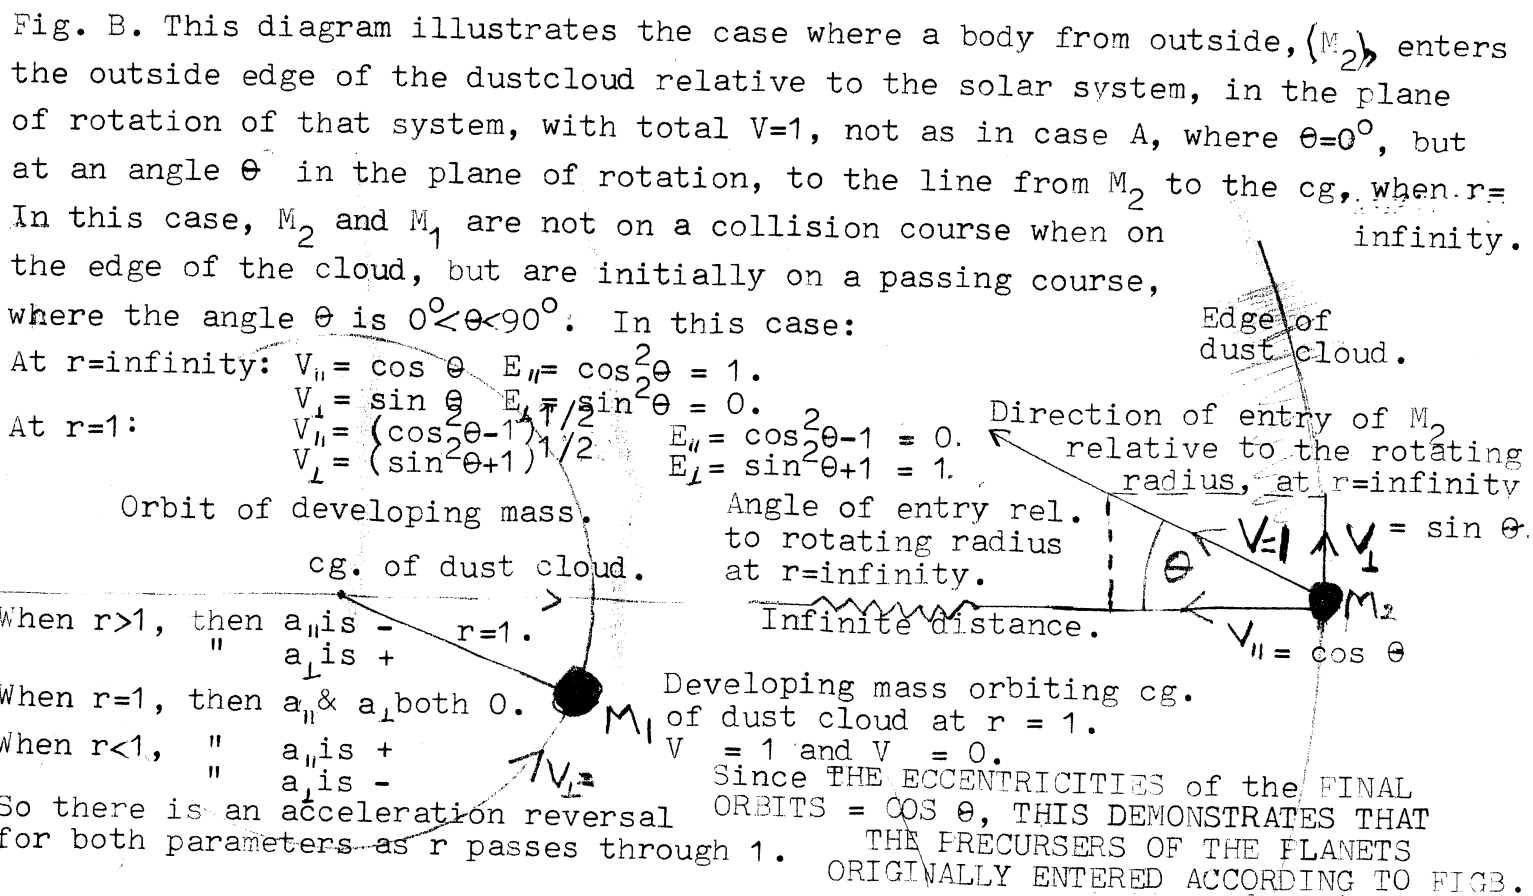 Fig. B. This diagram illustrates the case where a body from outside,(M₂), enters
the outside edge of the dustcloud relative to the solar system, in the plane
of rotation of that system, with total V=1, not as in case A, where θ=0°, but
at an angle θ in the plane of rotation, to the line from M₂ to the cg, when r=
infinity.
In this case, M₂ and M₁ are not on a collision course when on
the edge of the cloud, but are initially on a passing course,
where the angle θ is 0°<θ<90°. In this case:
At r=infinity: V∥= cos θ E∥= cos²θ = 1.
V⊥= sin θ E⊥= sin²θ = 0.
At r=1: V∥= (cos²θ-1)1/2 E∥= cos²θ-1 = 0.
V⊥= (sin²θ+1)1/2 E⊥= sin²θ+1 = 1.
Edge of
dust cloud.
Direction of entry of M₂
relative to the rotating
radius, at r=infinity
Orbit of developing mass.
Angle of entry rel.
to rotating radius
at r=infinity.
V=1
V⊥ = sin θ.
θ
M₂
cg. of dust cloud.
Infinite distance.
V∥ = cos θ
r=1.
When r>1, then a∥is -
" a⊥is +
When r=1, then a∥& a⊥both 0.
When r<1, " a∥is +
" a⊥is -
So there is an acceleration reversal
for both parameters as r passes through 1.
M₁
V⊥=
Developing mass orbiting cg.
of dust cloud at r = 1.
V = 1 and V = 0.
Since THE ECCENTRICITIES of the FINAL
ORBITS = COS θ, THIS DEMONSTRATES THAT
THE PRECURSERS OF THE PLANETS
ORIGINALLY ENTERED ACCORDING TO FIGB.